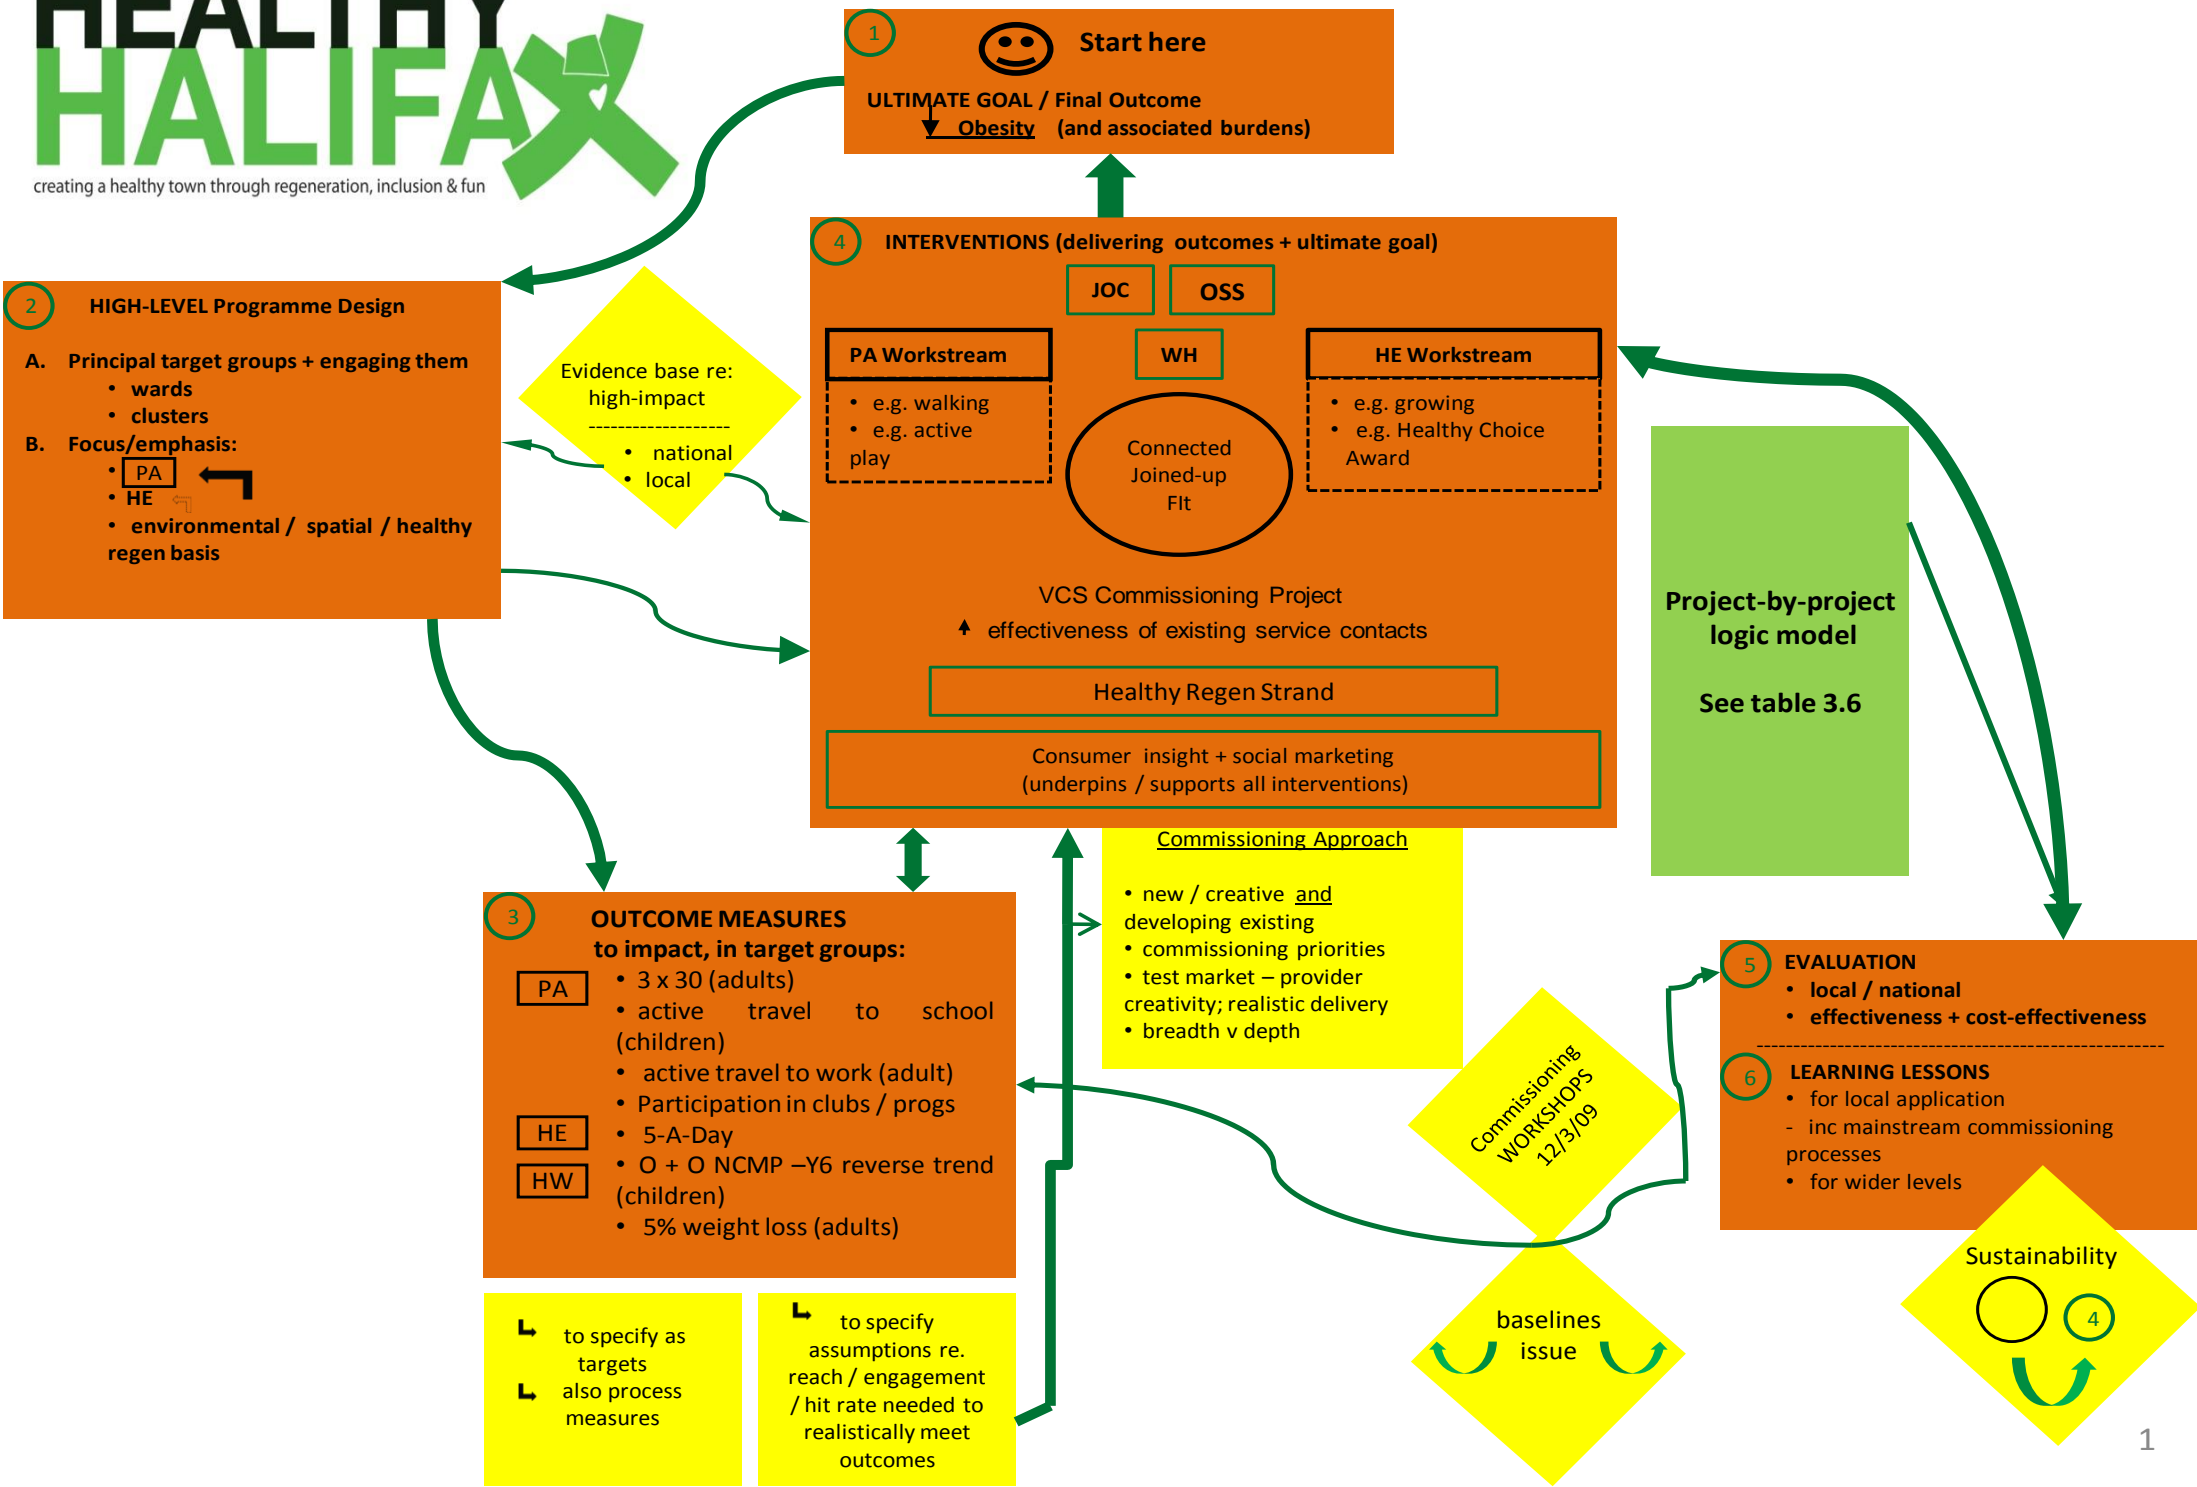 HEALTHY
HALIFAX
creating a healthy town through regeneration, inclusion & fun
1
Start here
ULTIMATE GOAL / Final Outcome
Obesity (and associated burdens)
2
HIGH-LEVEL Programme Design
A. Principal target groups + engaging them
• wards
• clusters
B. Focus/emphasis:
• PA
• HE
• environmental / spatial / healthy
regen basis
Evidence base re:
high-impact
-------------------
• national
• local
4
INTERVENTIONS (delivering outcomes + ultimate goal)
JOC
OSS
PA Workstream
WH
HE Workstream
• e.g. walking
• e.g. active
play
Connected
Joined-up
FIt
• e.g. growing
• e.g. Healthy Choice
Award
VCS Commissioning Project
effectiveness of existing service contacts
Healthy Regen Strand
Consumer insight + social marketing
(underpins / supports all interventions)
Project-by-project
logic model
See table 3.6
3
OUTCOME MEASURES
to impact, in target groups:
PA
• 3 x 30 (adults)
• active travel to school
(children)
• active travel to work (adult)
• Participation in clubs / progs
HE
• 5-A-Day
HW
• O + O NCMP –Y6 reverse trend
(children)
• 5% weight loss (adults)
to specify as
targets
also process
measures
to specify
assumptions re.
reach / engagement
/ hit rate needed to
realistically meet
outcomes
Commissioning Approach
• new / creative and
developing existing
• commissioning priorities
• test market – provider
creativity; realistic delivery
• breadth v depth
Commissioning
WORKSHOPS
12/3/09
baselines
issue
5
EVALUATION
• local / national
• effectiveness + cost-effectiveness
6
LEARNING LESSONS
• for local application
- inc mainstream commissioning
processes
• for wider levels
Sustainability
4
1